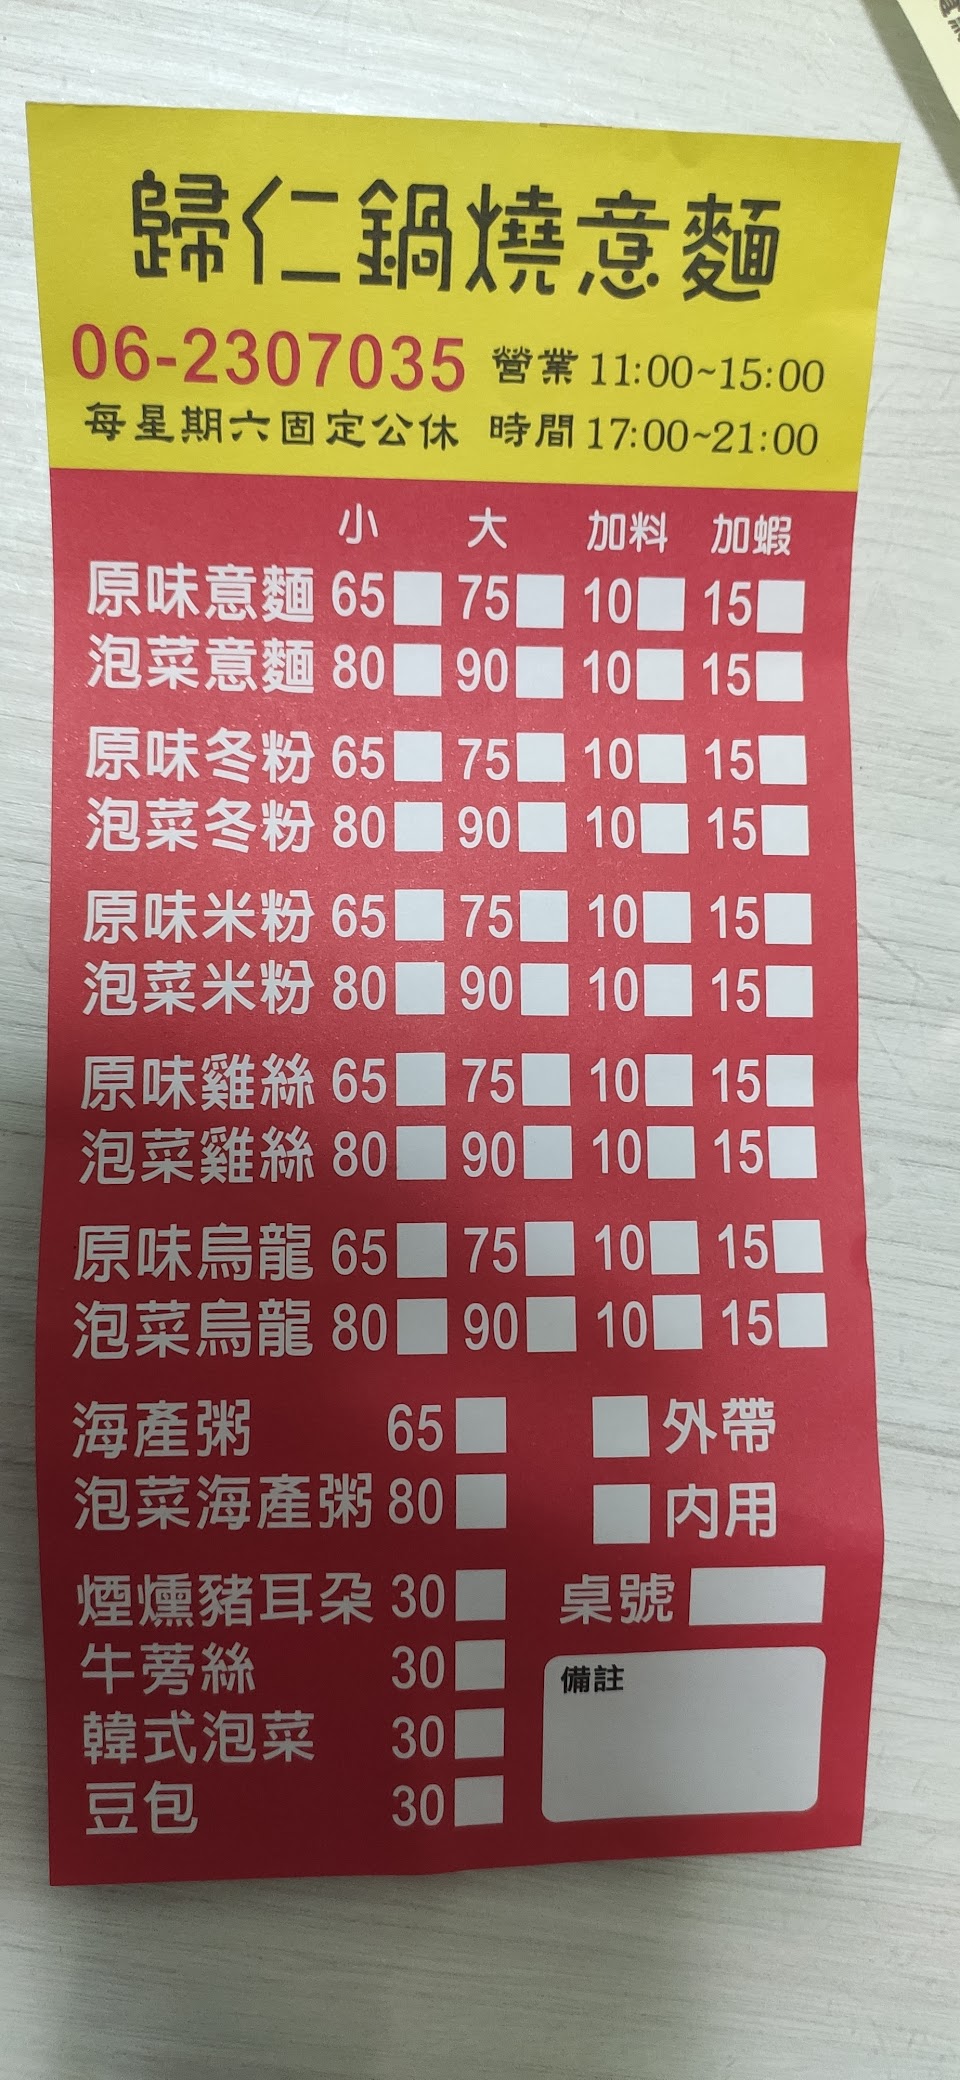 歸仁鍋燒意麵
06-2307035 營業 11:00~15:00
每星期六固定公休 時間 17:00~21:00
小 大 加料 加蝦
原味意麵 65 75 10 15
泡菜意麵 80 90 10 15
原味冬粉 65 75 10 15
泡菜冬粉 80 90 10 15
原味米粉 65 75 10 15
泡菜米粉 80 90 10 15
原味雞絲 65 75 10 15
泡菜雞絲 80 90 10 15
原味烏龍 65 75 10 15
泡菜烏龍 80 90 10 15
海產粥 65 外帶
泡菜海產粥 80 內用
煙燻豬耳朵 30 桌號
牛蒡絲 30 備註
韓式泡菜 30
豆包 30